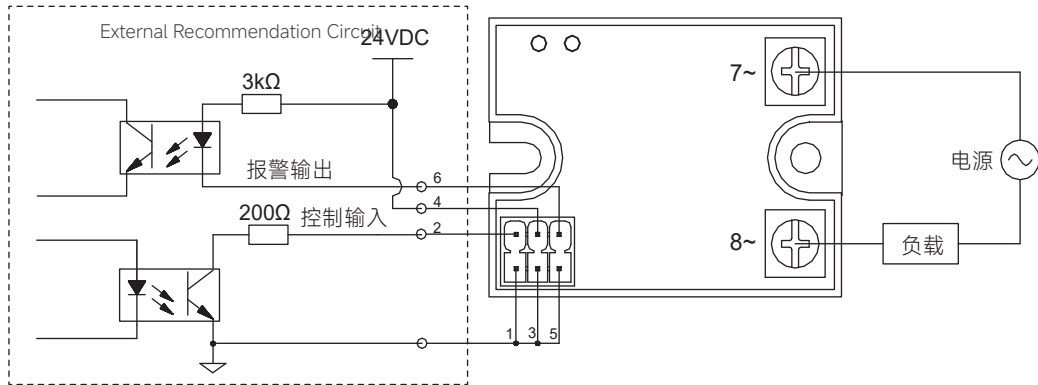 External Recommendation Circuit
24VDC
3kΩ
7~
报警输出
6
电源
4
200Ω
控制输入
2
8~
负载
1
3
5